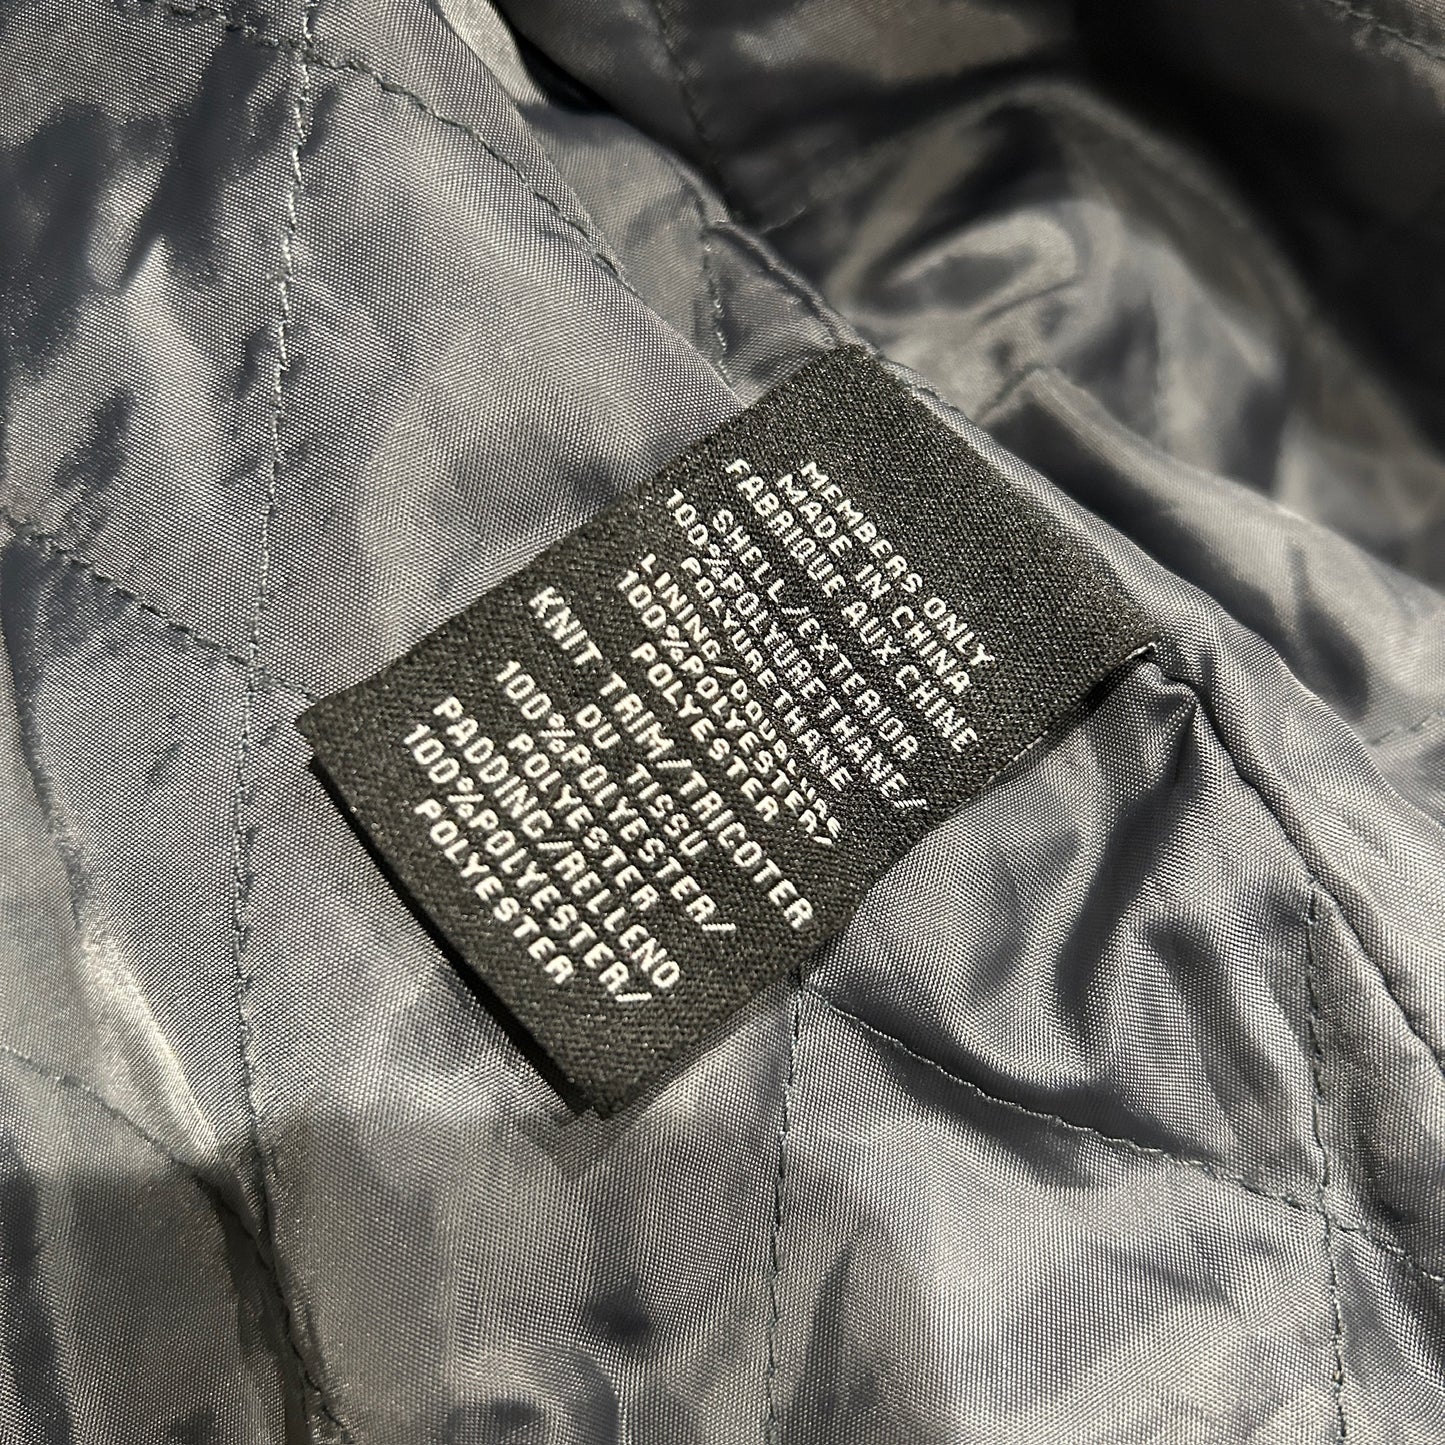 MEMBERS ONLY
MADE IN CHINA
FABRIQUE AUX CHINE
SHELL/EXTERIOR
100%POLYURETHANE/
POLYURETHANE
LINING/DOUBLURE
100%POLYESTER/
POLYESTER
KNIT TRIM/TRICOTER
DU TISSU
100%POLYESTER/
POLYESTER
PADDING/RELLENO
100%POLYESTER/
POLYESTER